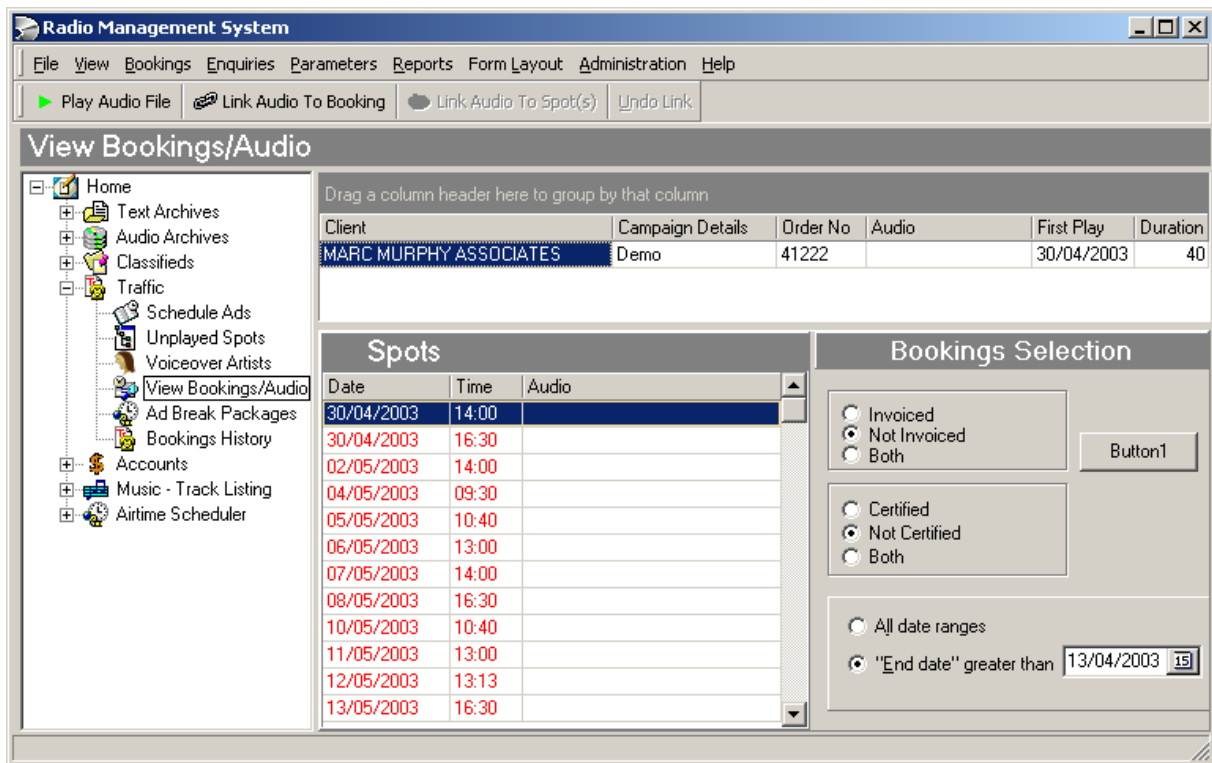 Radio Management System
File View Bookings Enquiries Parameters Reports Form Layout Administration Help
Play Audio File Link Audio To Booking Link Audio To Spot(s) Undo Link
View Bookings/Audio
Home
Text Archives
Audio Archives
Classifieds
Traffic
Schedule Ads
Unplayed Spots
Voiceover Artists
View Bookings/Audio
Ad Break Packages
Bookings History
Accounts
Music - Track Listing
Airtime Scheduler
Drag a column header here to group by that column
Client Campaign Details Order No Audio First Play Duration
MARC MURPHY ASSOCIATES Demo 41222 30/04/2003 40
Spots
Date Time Audio
30/04/2003 14:00
30/04/2003 16:30
02/05/2003 14:00
04/05/2003 09:30
05/05/2003 10:40
06/05/2003 13:00
07/05/2003 14:00
08/05/2003 16:30
10/05/2003 10:40
11/05/2003 13:00
12/05/2003 13:13
13/05/2003 16:30
Bookings Selection
Invoiced
Not Invoiced
Both
Button1
Certified
Not Certified
Both
All date ranges
"End date" greater than 13/04/2003 15